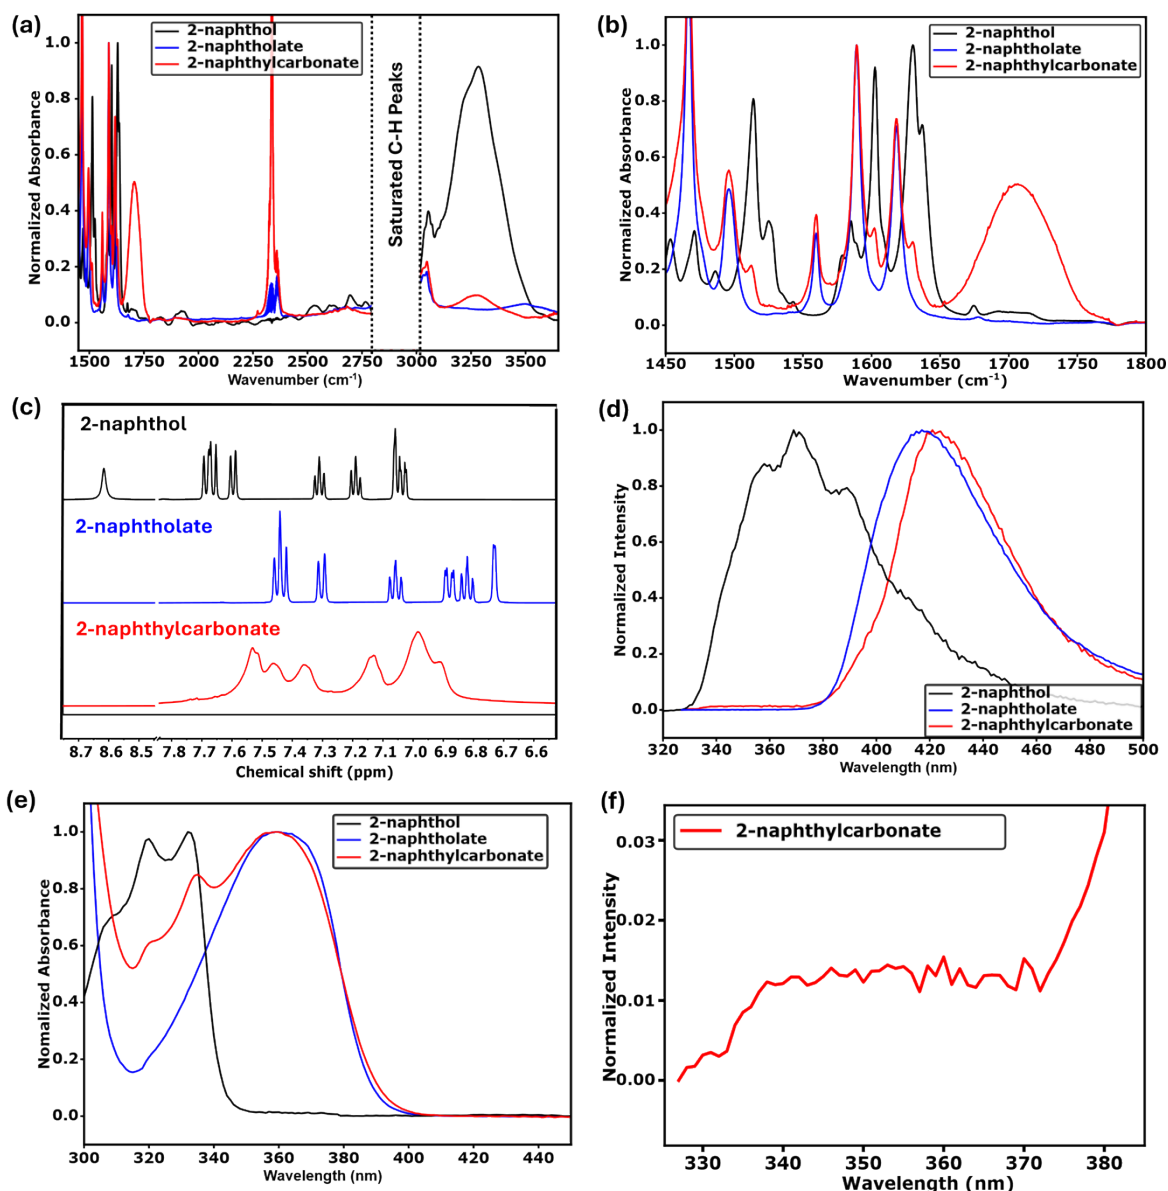 (a)
2-naphthol
2-naphtholate
2-naphthylcarbonate
Saturated C-H Peaks
Normalized Absorbance
1.0
0.8
0.6
0.4
0.2
0.0
1450 1750 2000 2250 2500 2750 3000 3250 3500
Wavenumber (cm-1)
(b)
2-naphthol
2-naphtholate
2-naphthylcarbonate
Normalized Absorbance
1.0
0.8
0.6
0.4
0.2
0.0
1450 1500 1550 1600 1650 1700 1750 1800
Wavenumber (cm-1)
(c)
2-naphthol
2-naphtholate
2-naphthylcarbonate
8.7 8.6 8.5 7.8 7.7 7.6 7.5 7.4 7.3 7.2 7.1 7.0 6.9 6.8 6.7 6.6
Chemical shift (ppm)
(d)
Normalized Intensity
1.0
0.8
0.6
0.4
0.2
0.0
2-naphthol
2-naphtholate
2-naphthylcarbonate
320 340 360 380 400 420 440 460 480 500
Wavelength (nm)
(e)
2-naphthol
2-naphtholate
2-naphthylcarbonate
Nomalized Absorbance
1.0
0.8
0.6
0.4
0.2
0.0
300 320 340 360 380 400 420 440
Wavelength (nm)
(f)
2-naphthylcarbonate
Normalized Intensity
0.03
0.02
0.01
0.00
330 340 350 360 370 380
Wavelength (nm)